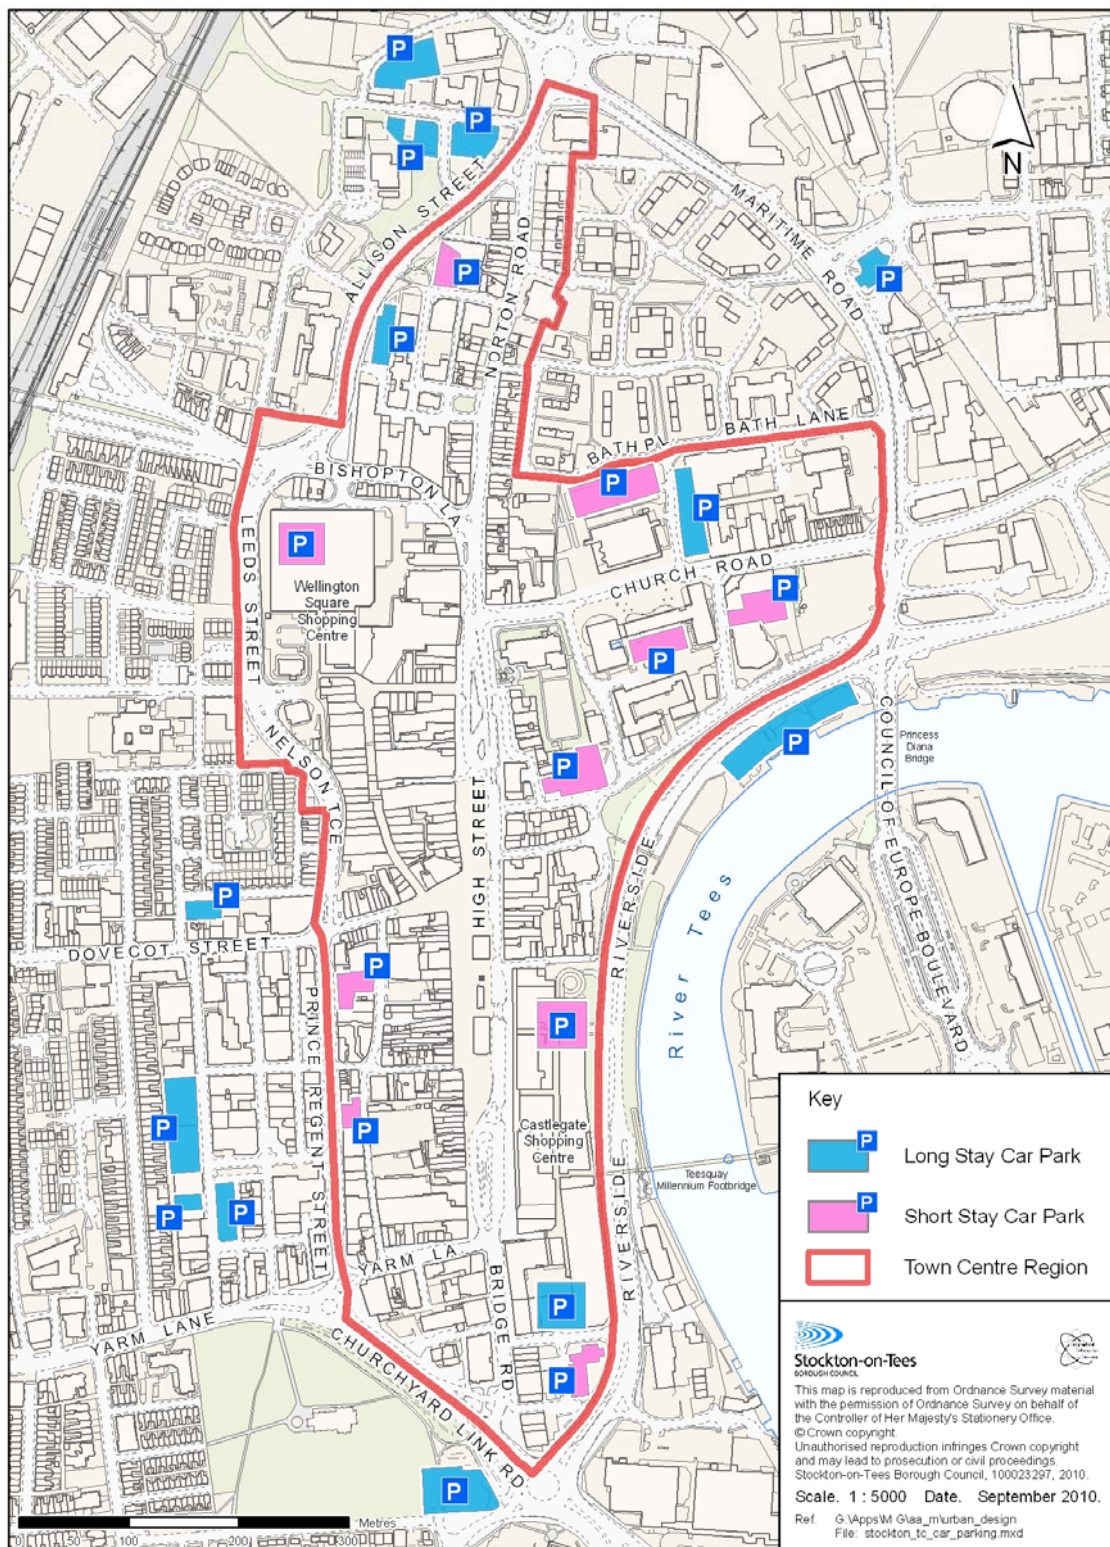 P
P
P
N
ALLISON STREET
NORTON ROAD
MARITIME ROAD
P
P
P
BATH PL
BATH LANE
BISHOPTON LA
P
P
P
LEEDS STREET
Wellington
Square
Shopping
Centre
CHURCH ROAD
P
P
NELSON TCE.
P
P
COUNCIL OF EUROPE BOULEVARD
Princess
Diana
Bridge
HIGH STREET
RIVERSIDE
River Tees
P
DOVECOT STREET
P
PRINCE REGENT STREET
P
Castlegate
Shopping
Centre
P
P
RIVERSIDE
Teesquay
Millennium Footbridge
P
P
YARM LA
BRIDGE RD
P
YARM LANE
CHURCHYARD LINK RD
P
P
Key
P Long Stay Car Park
P Short Stay Car Park
Town Centre Region
Stockton-on-Tees
BOROUGH COUNCIL
This map is reproduced from Ordnance Survey material
with the permission of Ordnance Survey on behalf of
the Controller of Her Majesty's Stationery Office.
© Crown copyright.
Unauthorised reproduction infringes Crown copyright
and may lead to prosecution or civil proceedings.
Stockton-on-Tees Borough Council, 100023297, 2010.
Scale. 1 : 5000 Date. September 2010.
Ref. G:\Apps\M G\aa_m\urban_design
File: stockton_tc_car_parking.mxd
Metres
0 50 100 200 300